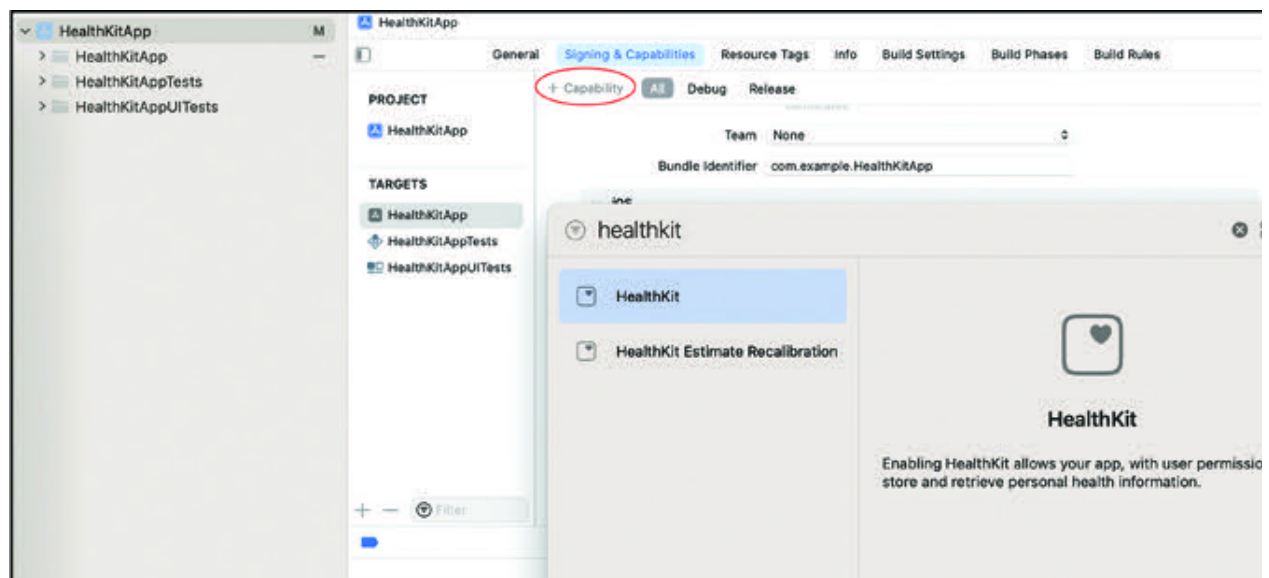 HealthKitApp M
HealthKitApp –
HealthKitAppTests
HealthKitAppUITests
HealthKitApp
General Signing & Capabilities Resource Tags Info Build Settings Build Phases Build Rules
+ Capability All Debug Release
PROJECT
HealthKitApp
TARGETS
HealthKitApp
HealthKitAppTests
HealthKitAppUITests
+ − Filter
Team None
Bundle Identifier com.example.HealthKitApp
iOS
healthkit
HealthKit
HealthKit Estimate Recalibration
HealthKit
Enabling HealthKit allows your app, with user permissio
store and retrieve personal health information.